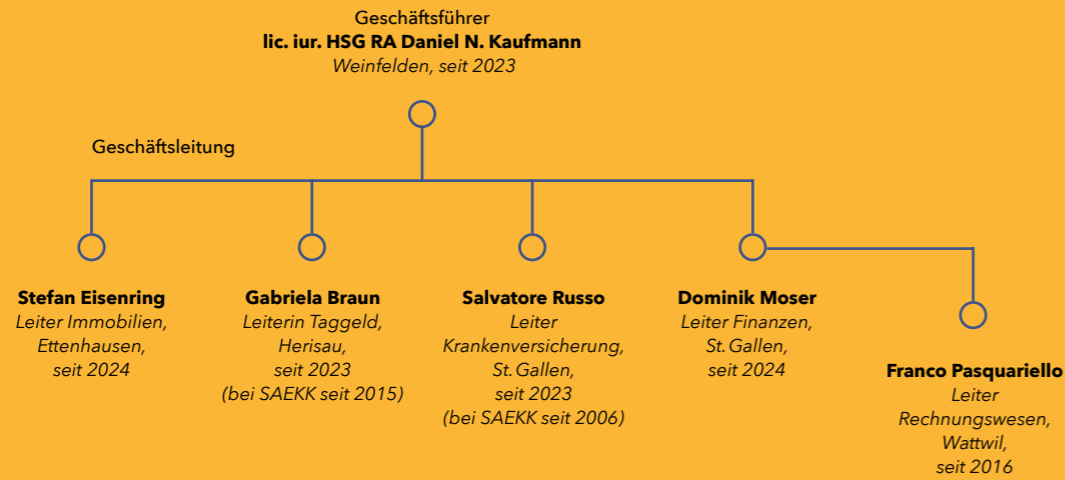 Geschäftsführer
lic. iur. HSG RA Daniel N. Kaufmann
Weinfelden, seit 2023
Geschäftsleitung
Stefan Eisenring
Leiter Immobilien,
Ettenhausen,
seit 2024
Gabriela Braun
Leiterin Taggeld,
Herisau,
seit 2023
(bei SAEKK seit 2015)
Salvatore Russo
Leiter
Krankenversicherung,
St. Gallen,
seit 2023
(bei SAEKK seit 2006)
Dominik Moser
Leiter Finanzen,
St. Gallen,
seit 2024
Franco Pasquariello
Leiter
Rechnungswesen,
Wattwil,
seit 2016